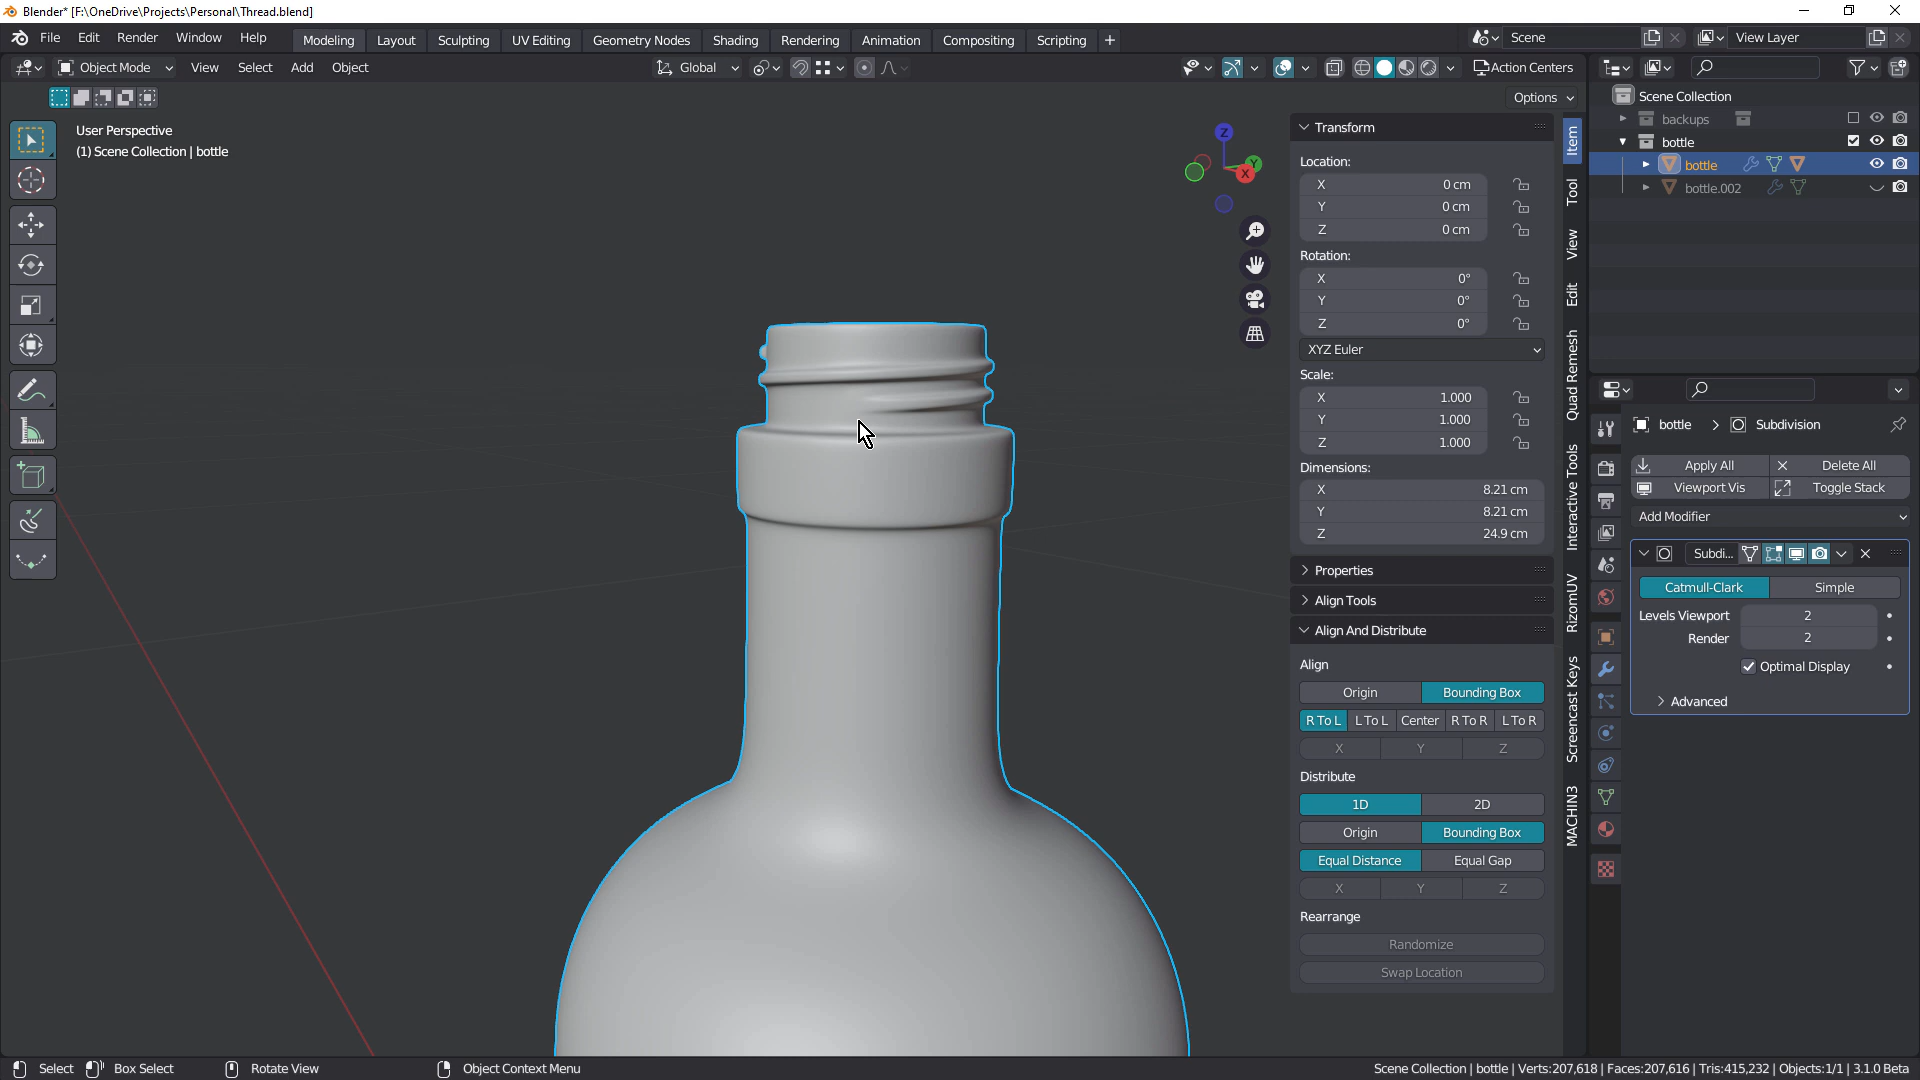 Blender* [F:\OneDrive\Projects\Personal\Thread.blend]
File Edit Render Window Help
Modeling Layout Sculpting UV Editing Geometry Nodes Shading Rendering Animation Compositing Scripting +
Scene
View Layer
Object Mode View Select Add Object
Global
Action Centers
Options
User Perspective
(1) Scene Collection | bottle
Z
Y
X
Transform
Location:
X 0 cm
Y 0 cm
Z 0 cm
Rotation:
X 0°
Y 0°
Z 0°
XYZ Euler
Scale:
X 1.000
Y 1.000
Z 1.000
Dimensions:
X 8.21 cm
Y 8.21 cm
Z 24.9 cm
Properties
Align Tools
Align And Distribute
Align
Origin Bounding Box
R To L L To L Center R To R L To R
X Y Z
Distribute
1D 2D
Origin Bounding Box
Equal Distance Equal Gap
X Y Z
Rearrange
Randomize
Swap Location
Item
Tool
View
Edit
Quad Remesh
Interactive Tools
RizomUV
Screencast Keys
MACHIN3
Scene Collection
backups
bottle
bottle
bottle.002
bottle > Subdivision
Apply All Delete All
Viewport Vis Toggle Stack
Add Modifier
Subdi...
Catmull-Clark Simple
Levels Viewport 2
Render 2
Optimal Display
Advanced
Select Box Select Rotate View Object Context Menu
Scene Collection | bottle | Verts:207,618 | Faces:207,616 | Tris:415,232 | Objects:1/1 | 3.1.0 Beta